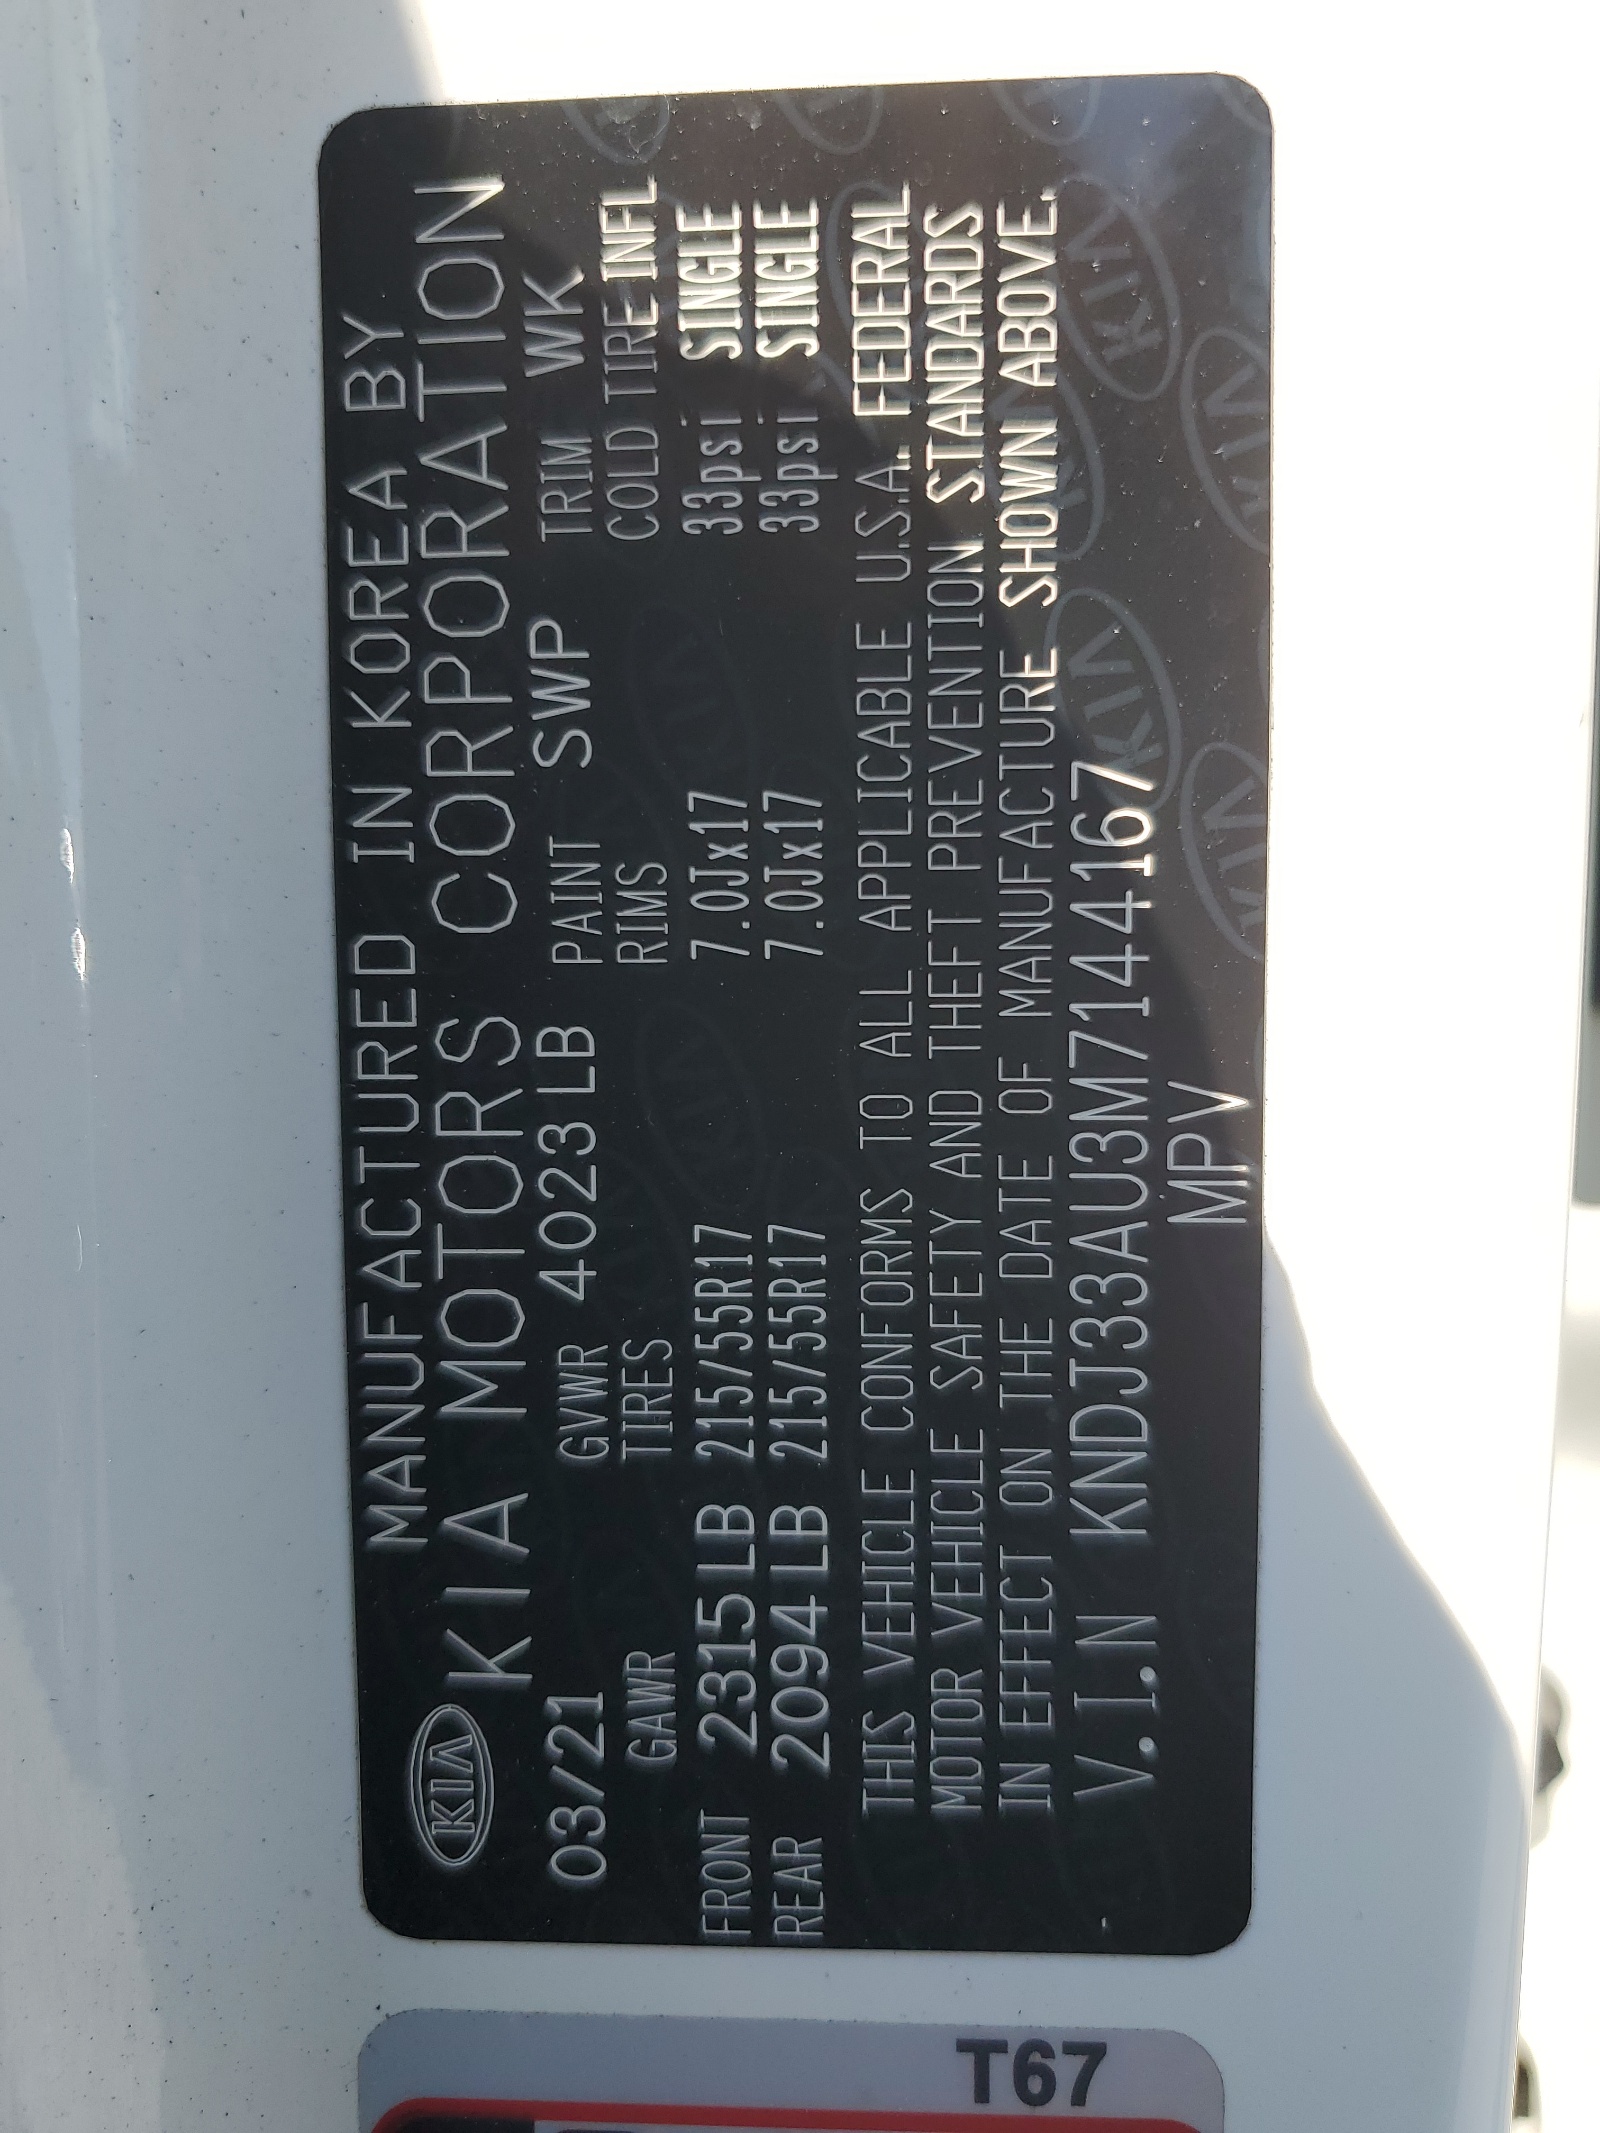 MANUFACTURED IN KOREA BY
KIA KIA MOTORS CORPORATION
03/21 GVWR 4023 LB PAINT SWP TRIM WK
GAWR TIRES RIMS COLD TIRE INFL
FRONT 2315 LB 215/55R17 7.0Jx17 33psi SINGLE
REAR 2094 LB 215/55R17 7.0Jx17 33psi SINGLE
THIS VEHICLE CONFORMS TO ALL APPLICABLE U.S.A. FEDERAL
MOTOR VEHICLE SAFETY AND THEFT PREVENTION STANDARDS
IN EFFECT ON THE DATE OF MANUFACTURE SHOWN ABOVE.
V.I.N KNDJ33AU3M7144167
MPV
T67